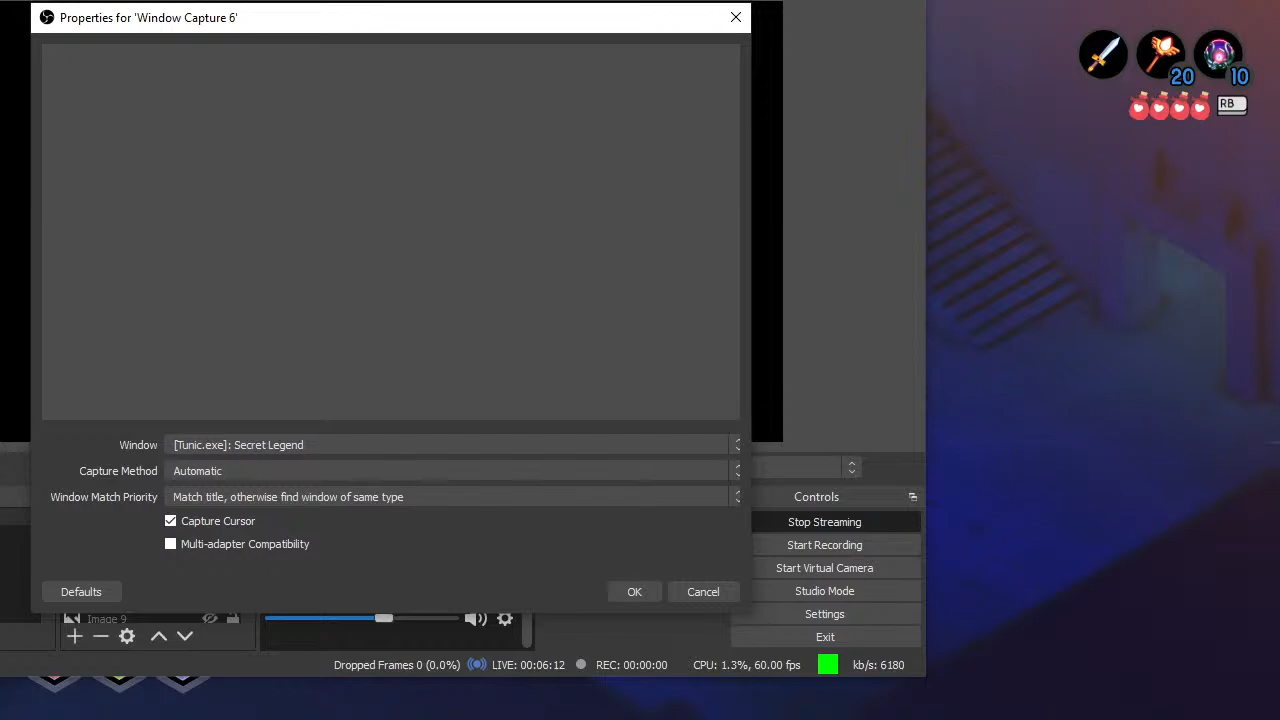 Properties for 'Window Capture 6'
20
10
RB
Window
[Tunic.exe]: Secret Legend
Capture Method
Automatic
Window Match Priority
Match title, otherwise find window of same type
Capture Cursor
Multi-adapter Compatibility
Defaults
OK
Cancel
Controls
Stop Streaming
Start Recording
Start Virtual Camera
Studio Mode
Settings
Exit
Image 9
Dropped Frames 0 (0.0%)
LIVE: 00:06:12
REC: 00:00:00
CPU: 1.3%, 60.00 fps
kb/s: 6180